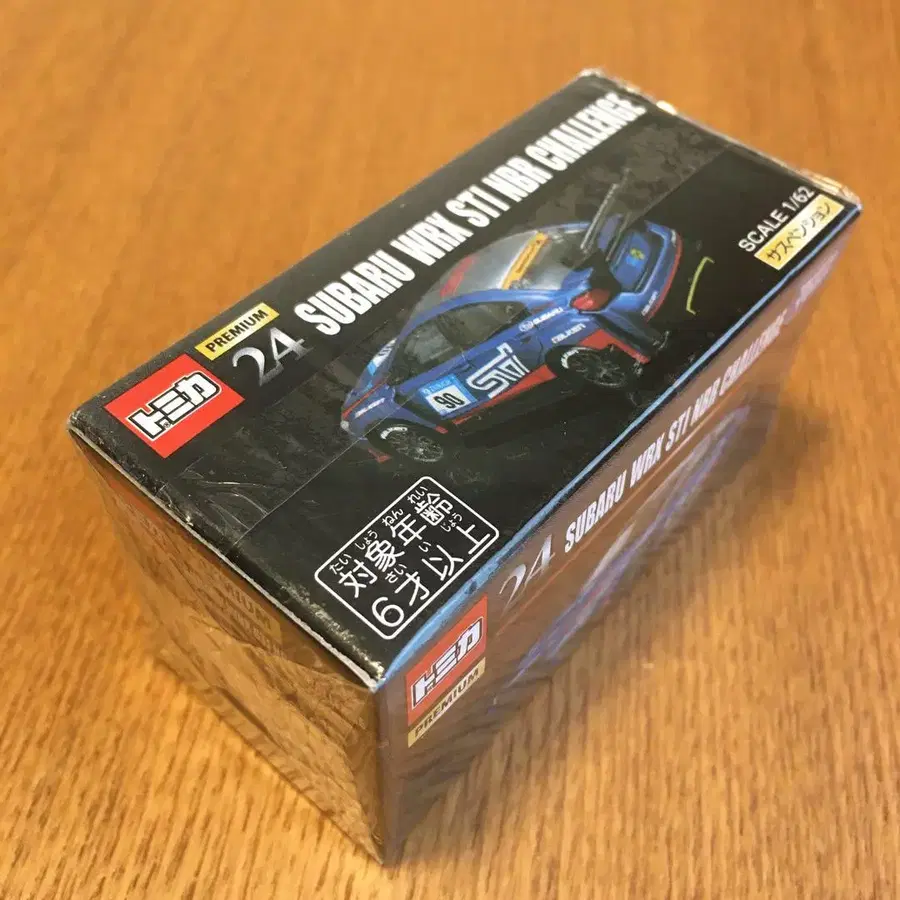 PREMIUM
トミカ
24 SUBARU WRX STI NBR CHALLENGE
SCALE 1/62
サスペンション
SUBARU
FALKEN
STI
90
たいしょう ねん れい
対象年齢
さい い じょう
6才以上
トミカ
PREMIUM
24 SUBARU WRX STI NBR CHALLENGE
PREMIUM